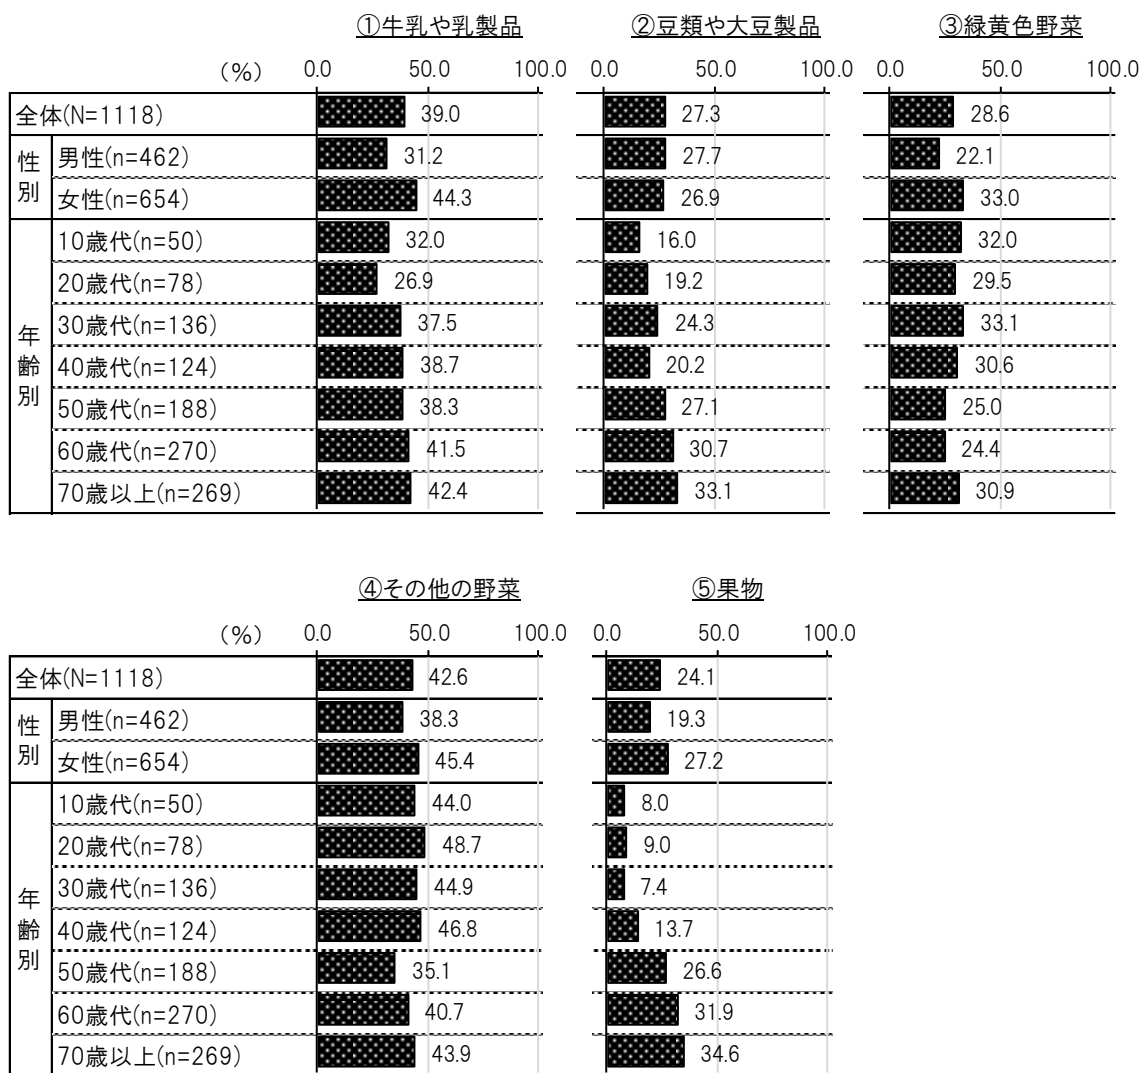 ①牛乳や乳製品 ②豆類や大豆製品 ③緑黄色野菜
(%) 0.0 50.0 100.0 0.0 50.0 100.0 0.0 50.0 100.0
全体(N=1118) 39.0 27.3 28.6
性別
男性(n=462) 31.2 27.7 22.1
女性(n=654) 44.3 26.9 33.0
年齢別
10歳代(n=50) 32.0 16.0 32.0
20歳代(n=78) 26.9 19.2 29.5
30歳代(n=136) 37.5 24.3 33.1
40歳代(n=124) 38.7 20.2 30.6
50歳代(n=188) 38.3 27.1 25.0
60歳代(n=270) 41.5 30.7 24.4
70歳以上(n=269) 42.4 33.1 30.9
④その他の野菜 ⑤果物
(%) 0.0 50.0 100.0 0.0 50.0 100.0
全体(N=1118) 42.6 24.1
性別
男性(n=462) 38.3 19.3
女性(n=654) 45.4 27.2
年齢別
10歳代(n=50) 44.0 8.0
20歳代(n=78) 48.7 9.0
30歳代(n=136) 44.9 7.4
40歳代(n=124) 46.8 13.7
50歳代(n=188) 35.1 26.6
60歳代(n=270) 40.7 31.9
70歳以上(n=269) 43.9 34.6